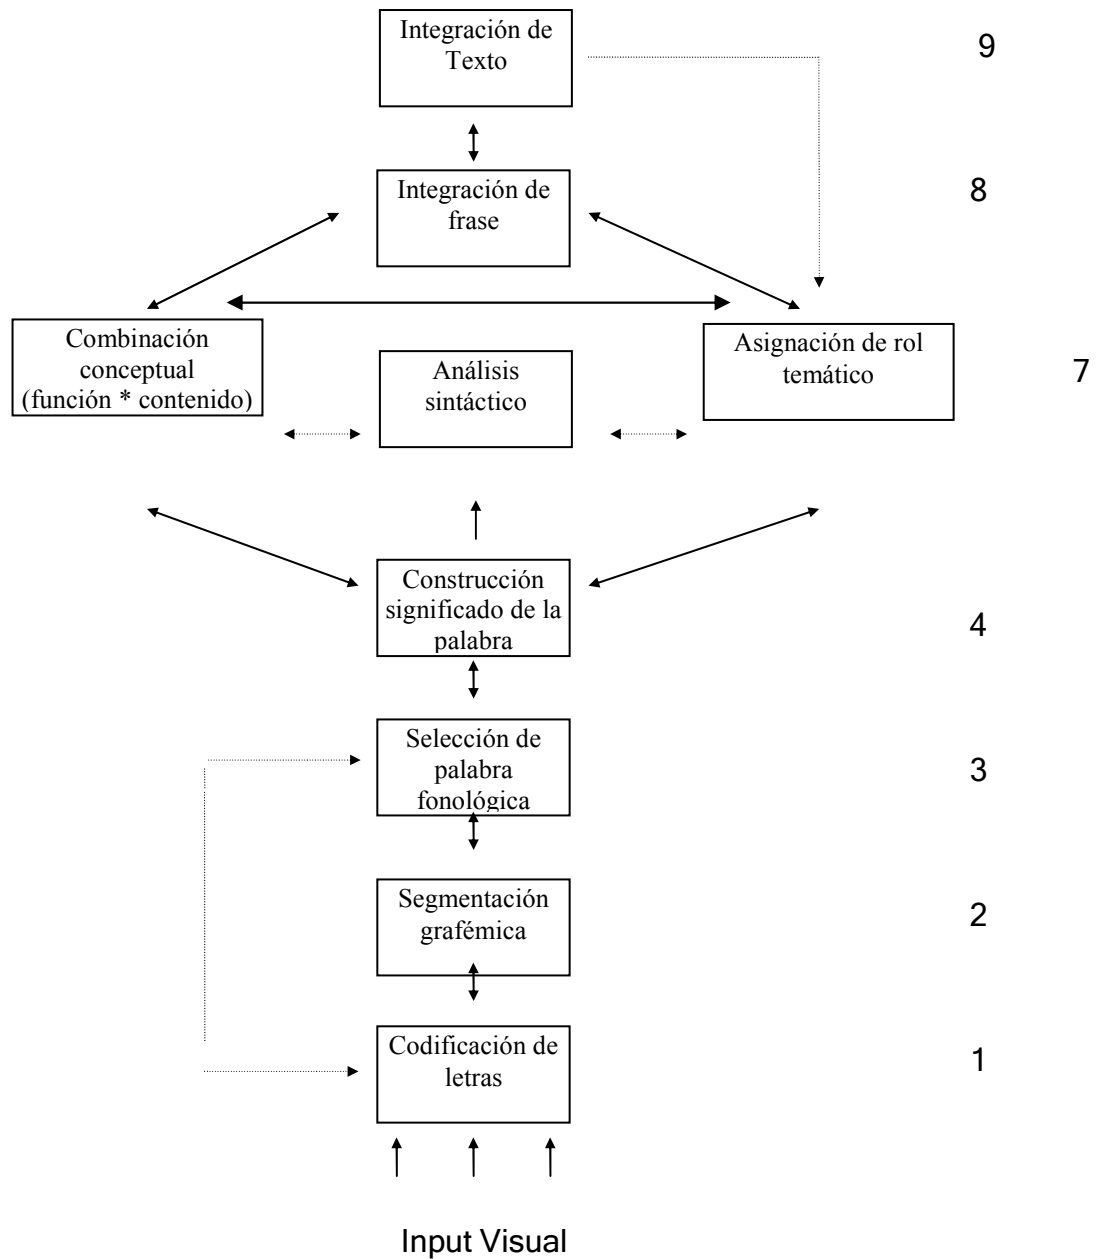 Integración de
Texto
9
Integración de
frase
8
Combinación
conceptual
(función * contenido)
Análisis
sintáctico
Asignación de rol
temático
7
Construcción
significado de la
palabra
4
Selección de
palabra
fonológica
3
Segmentación
grafémica
2
Codificación de
letras
1
Input Visual